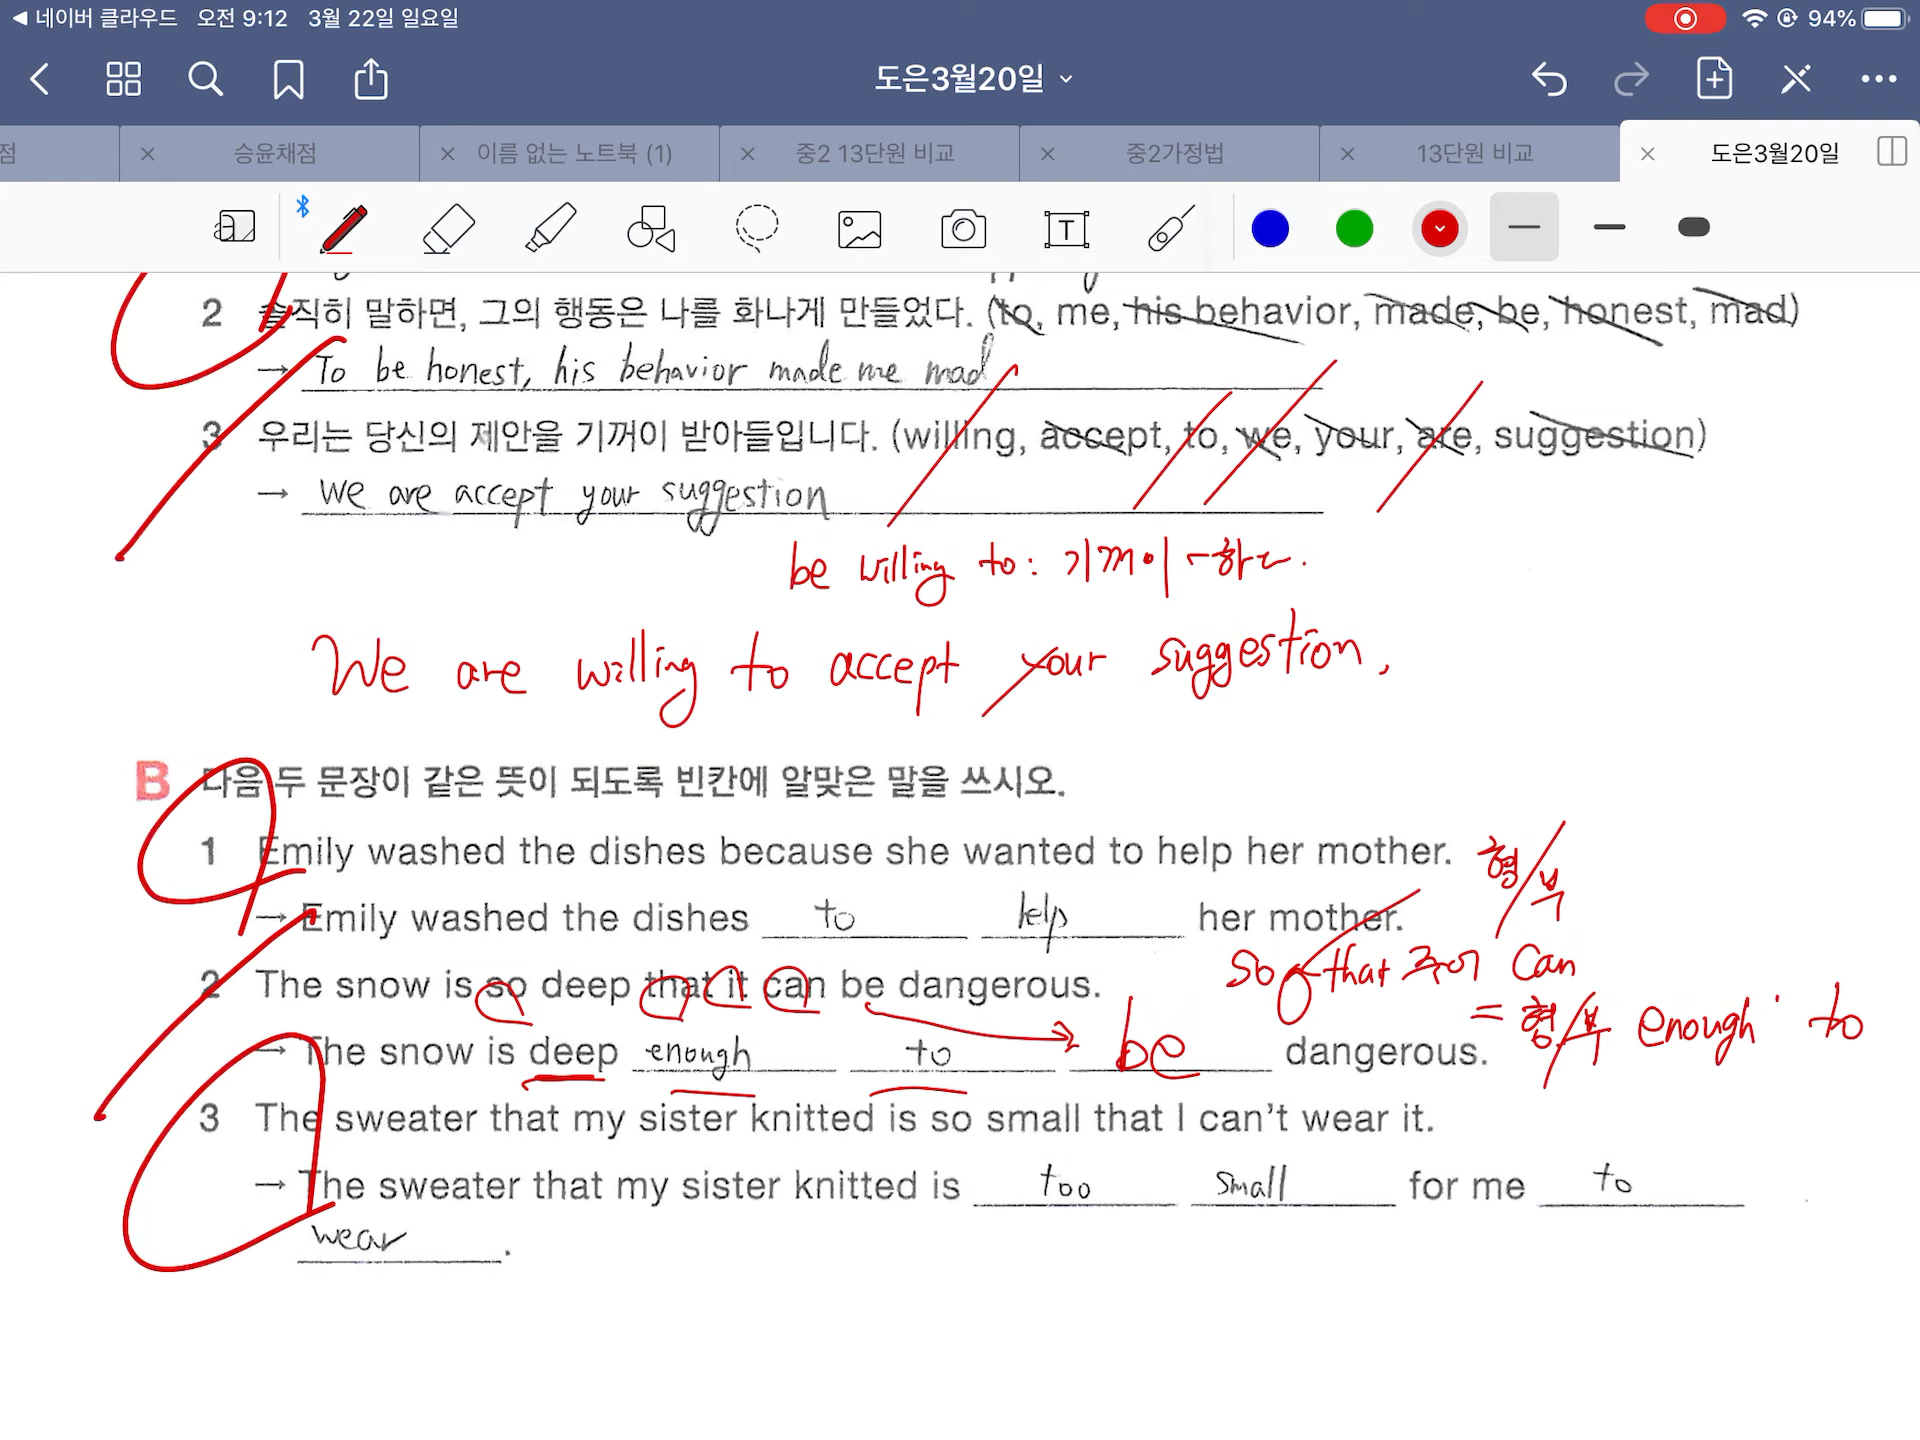 ◀ 네이버 클라우드 오전 9:12 3월 22일 일요일 94%
도은3월20일
점 승윤채점 이름 없는 노트북 (1) 중2 13단원 비교 중2가정법 13단원 비교 도은3월20일
2 솔직히 말하면, 그의 행동은 나를 화나게 만들었다. (to, me, his behavior, made, be, honest, mad)
→ To be honest, his behavior made me mad
3 우리는 당신의 제안을 기꺼이 받아들입니다. (willing, accept, to, we, your, are, suggestion)
→ We are accept your suggestion
be willing to: 기꺼이 ~하다.
We are willing to accept your suggestion.
B 다음 두 문장이 같은 뜻이 되도록 빈칸에 알맞은 말을 쓰시오.
1 Emily washed the dishes because she wanted to help her mother.
형/부
→ Emily washed the dishes to help her mother.
so that 주어 can
2 The snow is so deep that it can be dangerous.
= 형/부 enough to
→ The snow is deep enough to be dangerous.
3 The sweater that my sister knitted is so small that I can't wear it.
→ The sweater that my sister knitted is too small for me to
wear.